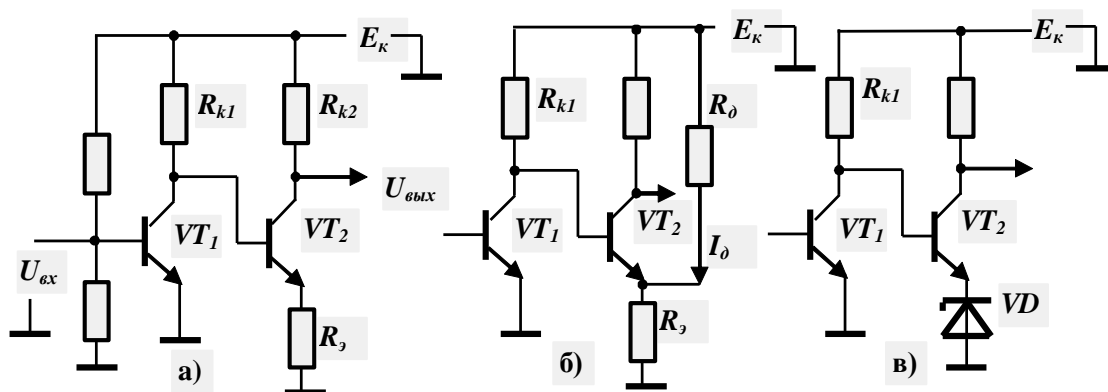 Eк
Rk1
Rk2
Uвых
VT1
VT2
Uвх
Rэ
а)
Eк
Rk1
Rд
VT1
VT2
Iд
Rэ
б)
Eк
Rk1
VT1
VT2
VD
в)